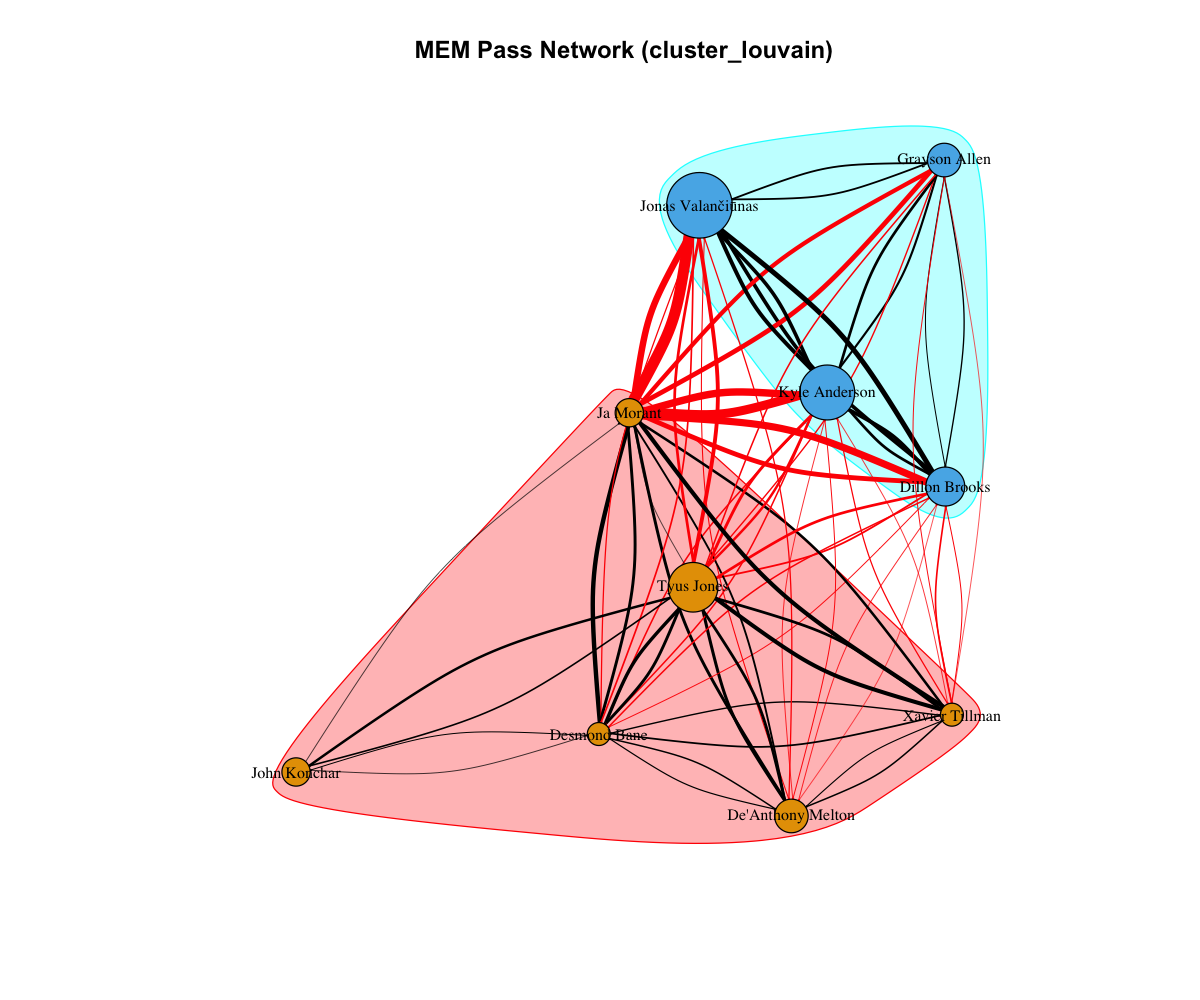 MEM Pass Network (cluster_louvain)
Grayson Allen
Jonas Valančiūnas
Kyle Anderson
Ja Morant
Dillon Brooks
Tyus Jones
Xavier Tillman
Desmond Bane
John Konchar
De'Anthony Melton